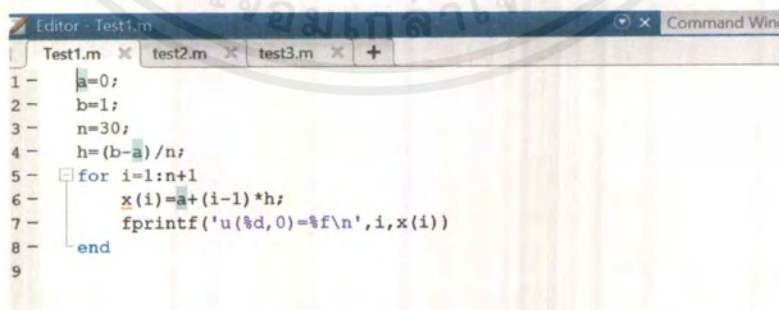 Editor - Test1.m
Command Wind
Test1.m test2.m test3.m +
1 - a=0;
2 - b=1;
3 - n=30;
4 - h=(b-a)/n;
5 - for i=1:n+1
6 - x(i)=a+(i-1)*h;
7 - fprintf('u(%d,0)=%f\n',i,x(i))
8 - end
9